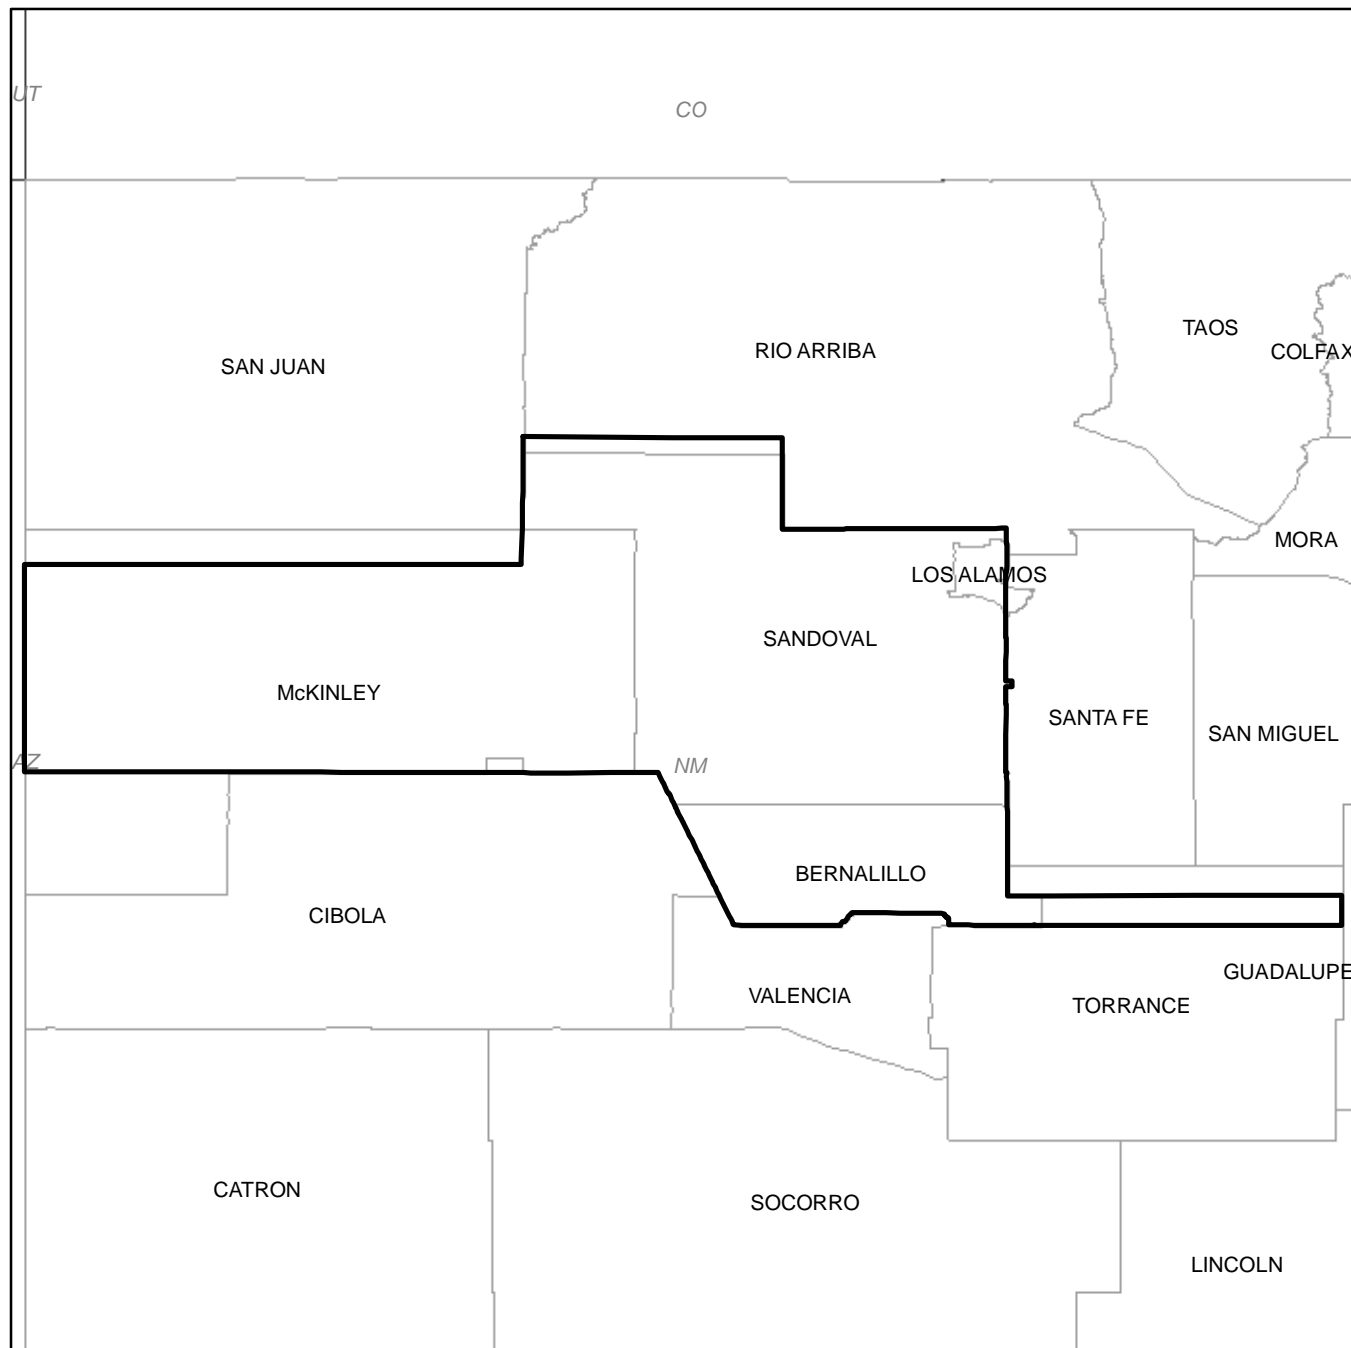 UT
CO
TAOS
RIO ARRIBA
COLFAX
SAN JUAN
MORA
LOS ALAMOS
SANDOVAL
McKINLEY
SANTA FE
SAN MIGUEL
AZ
NM
BERNALILLO
CIBOLA
GUADALUPE
VALENCIA
TORRANCE
CATRON
SOCORRO
LINCOLN